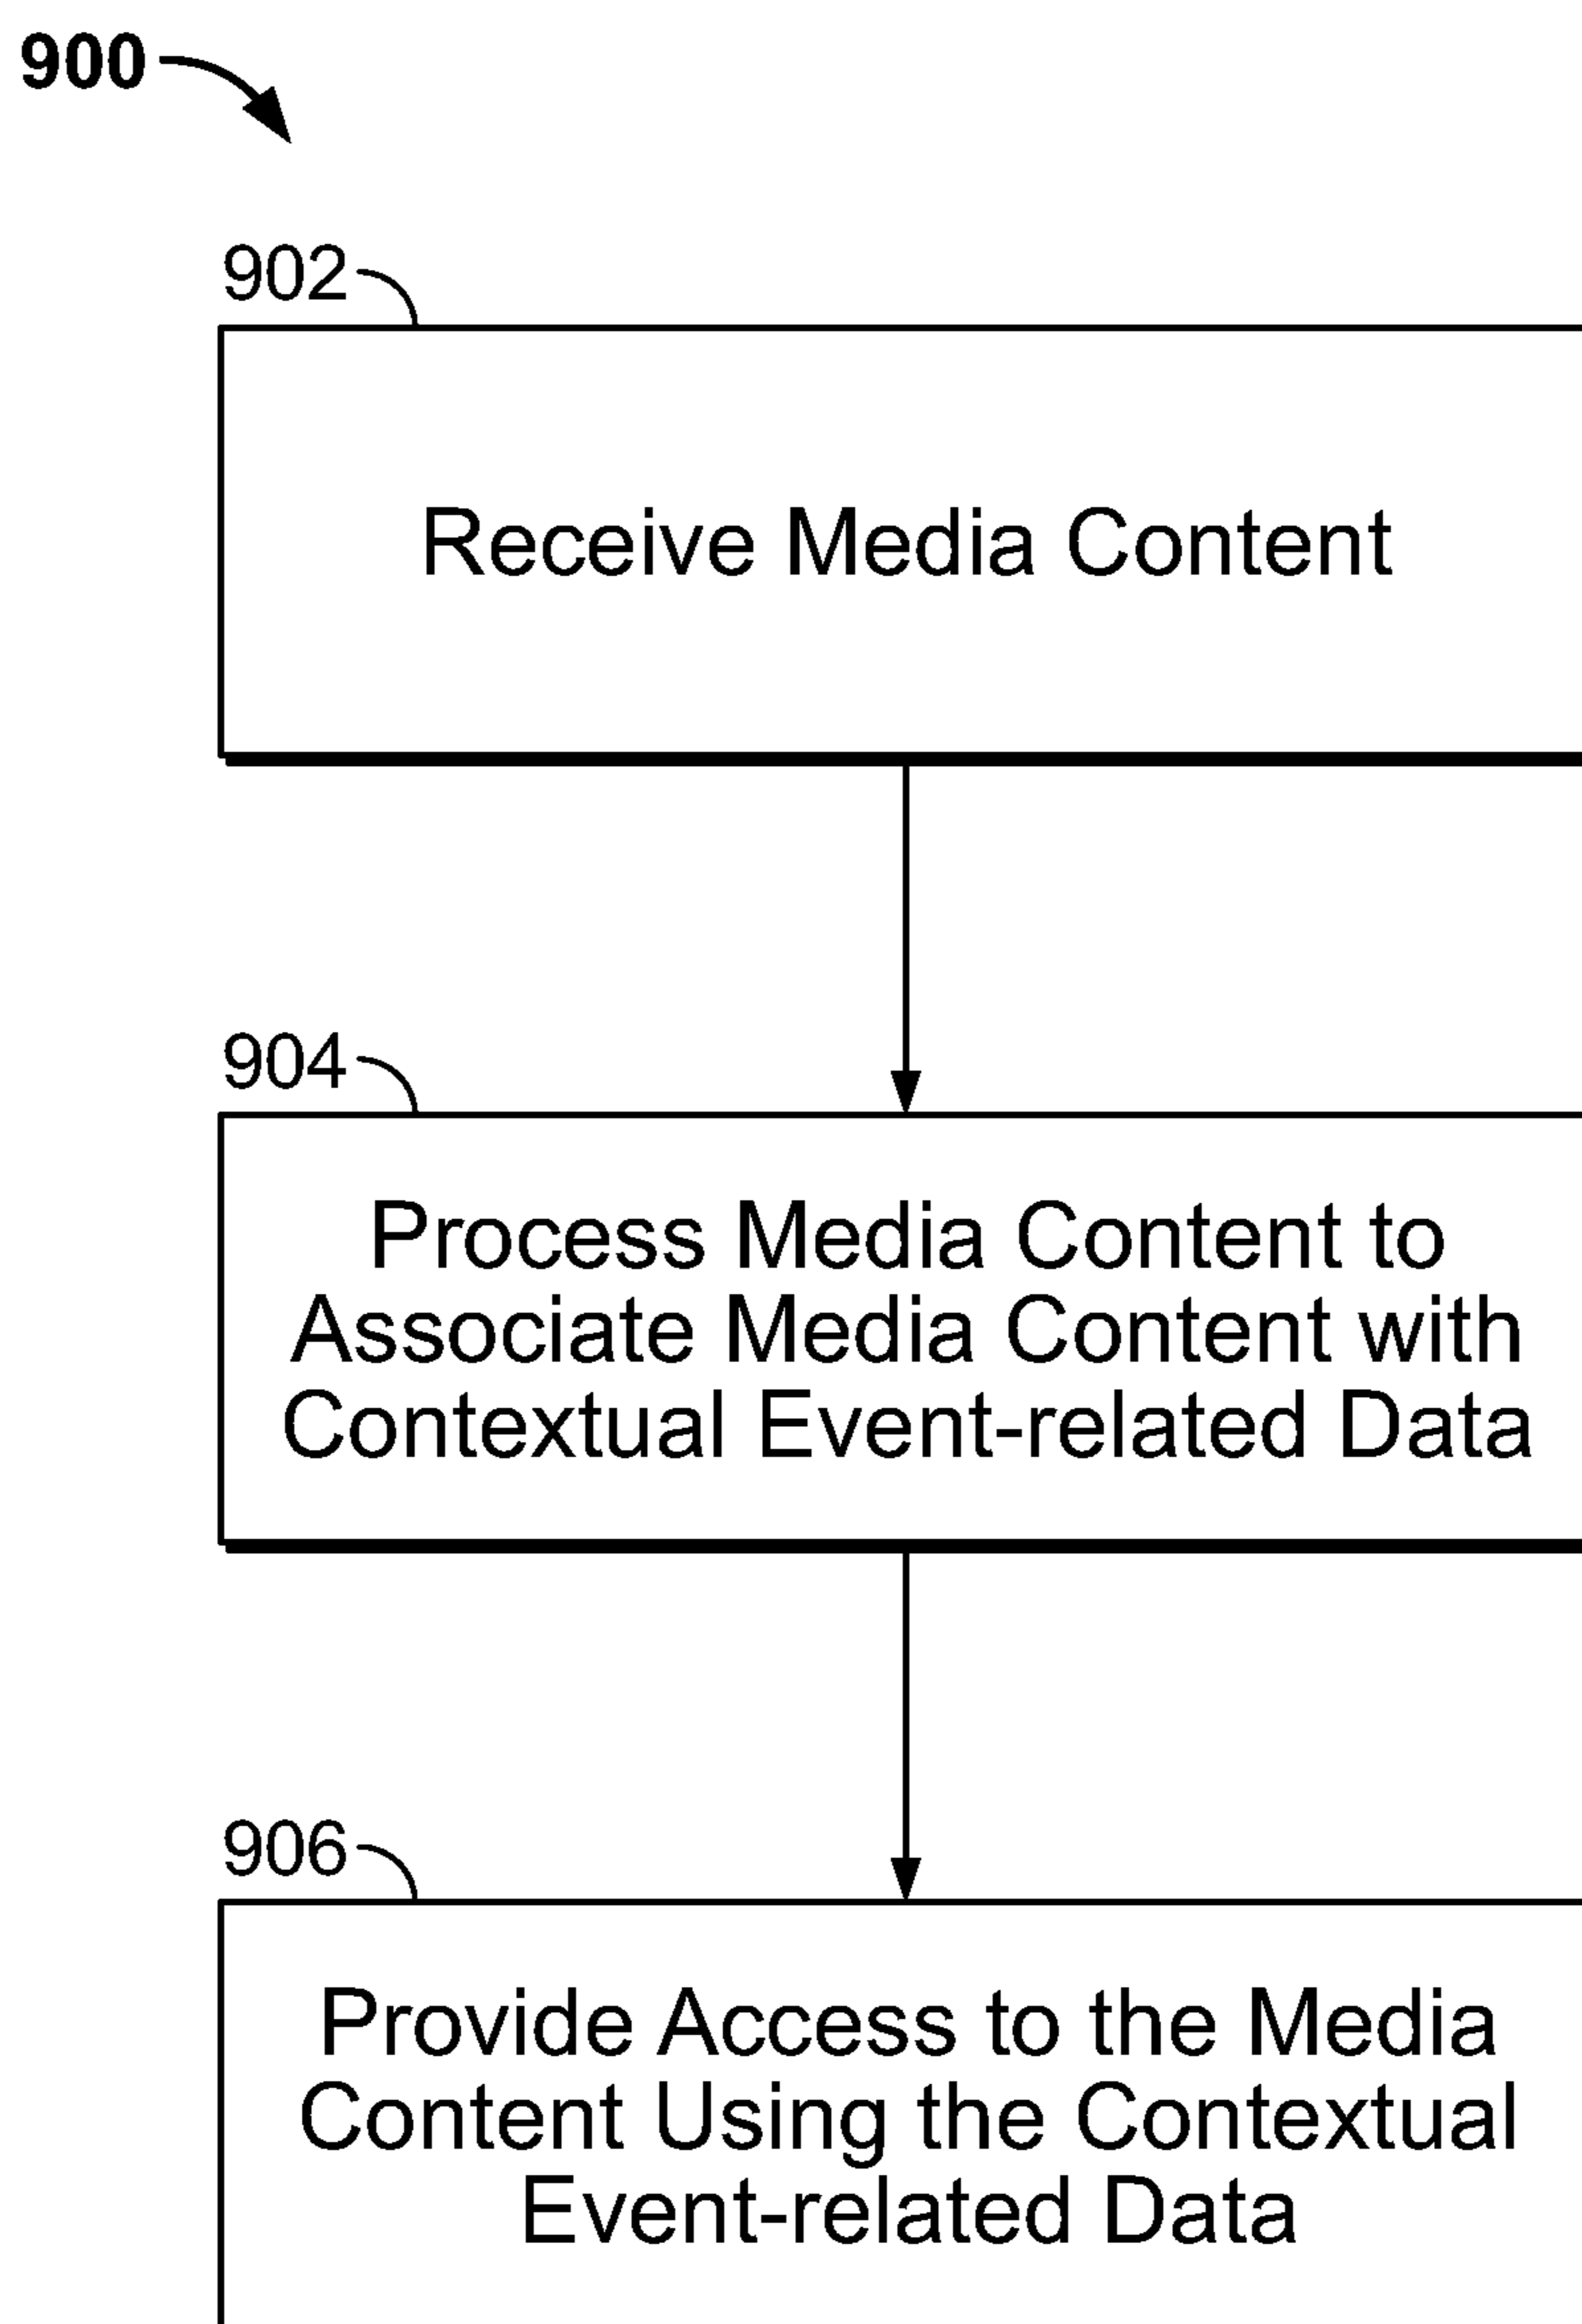 900
902
Receive Media Content
904
Process Media Content to
Associate Media Content with
Contextual Event-related Data
906
Provide Access to the Media
Content Using the Contextual
Event-related Data